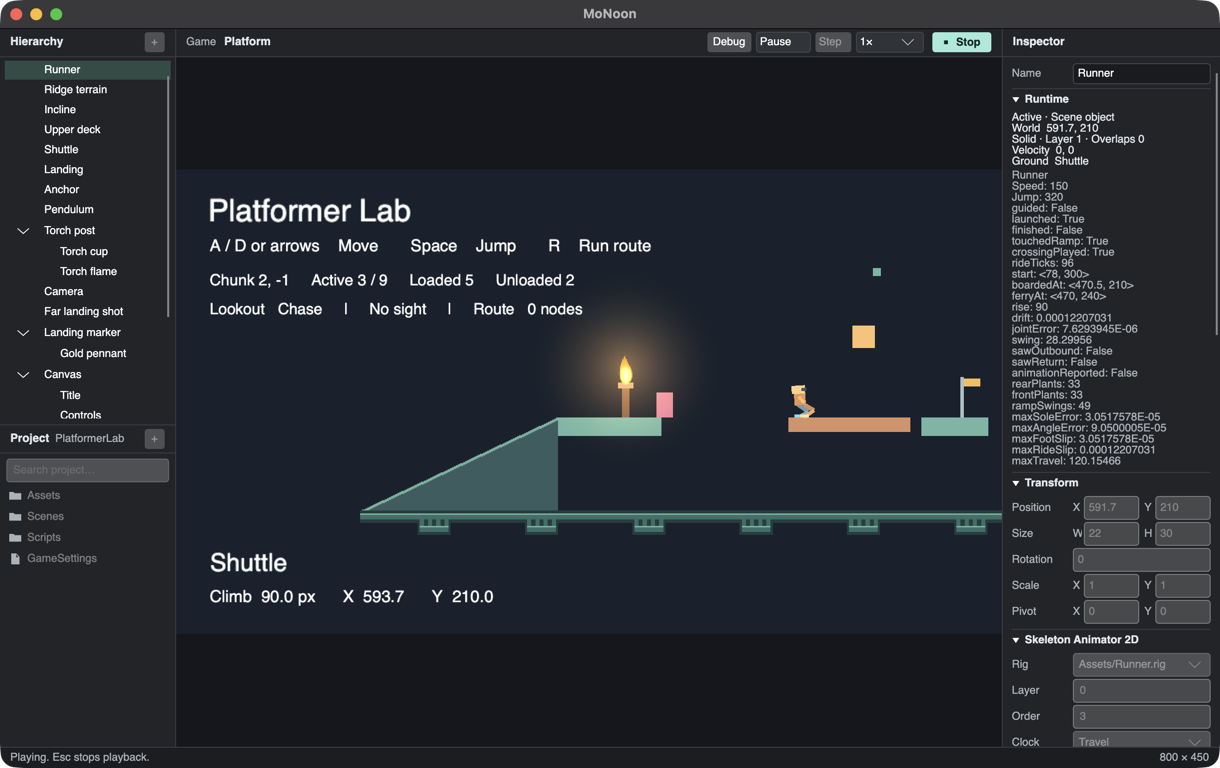 MoNoon
Hierarchy +
Runner
Ridge terrain
Incline
Upper deck
Shuttle
Landing
Anchor
Pendulum
Torch post
Torch cup
Torch flame
Camera
Far landing shot
Landing marker
Gold pennant
Canvas
Title
Controls
Project PlatformerLab +
Search project...
Assets
Scenes
Scripts
GameSettings
Game Platform Debug Pause Step 1× Stop
Platformer Lab
A / D or arrows Move Space Jump R Run route
Chunk 2, -1 Active 3 / 9 Loaded 5 Unloaded 2
Lookout Chase | No sight | Route 0 nodes
Shuttle
Climb 90.0 px X 593.7 Y 210.0
Inspector
Name Runner
Runtime
Active · Scene object
World 591.7, 210
Solid · Layer 1 · Overlaps 0
Velocity 0, 0
Ground Shuttle
Runner
Speed: 150
Jump: 320
guided: False
launched: True
finished: False
touchedRamp: True
crossingPlayed: True
rideTicks: 96
start: <78, 300>
boardedAt: <470.5, 210>
ferryAt: <470, 240>
rise: 90
drift: 0.00012207031
jointError: 7.6293945E-06
swing: 28.29956
sawOutbound: False
sawReturn: False
animationReported: False
rearPlants: 33
frontPlants: 33
rampSwings: 49
maxSoleError: 3.0517578E-05
maxAngleError: 9.0500005E-05
maxFootSlip: 3.0517578E-05
maxRideSlip: 0.00012207031
maxTravel: 120.15466
Transform
Position X 591.7 Y 210
Size W 22 H 30
Rotation 0
Scale X 1 Y 1
Pivot X 0 Y 0
Skeleton Animator 2D
Rig Assets/Runner.rig
Layer 0
Order 3
Clock Travel
Playing. Esc stops playback. 800 × 450